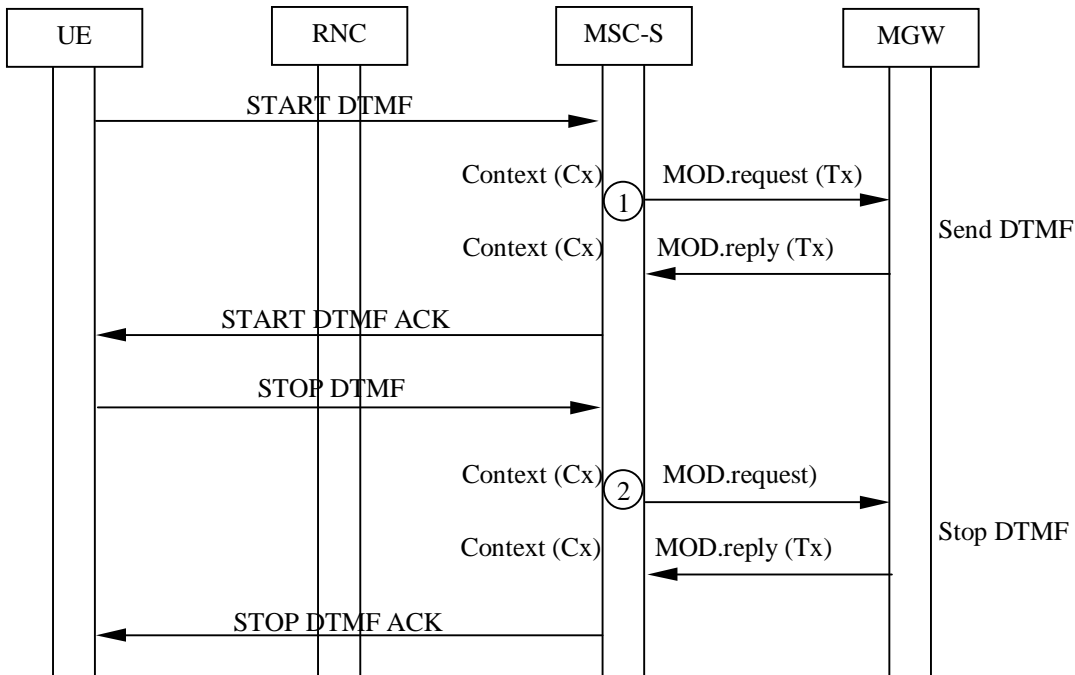 UE
RNC
MSC-S
MGW
START DTMF
Context (Cx)
MOD.request (Tx)
1
Send DTMF
Context (Cx)
MOD.reply (Tx)
START DTMF ACK
STOP DTMF
Context (Cx)
MOD.request)
2
Stop DTMF
Context (Cx)
MOD.reply (Tx)
STOP DTMF ACK